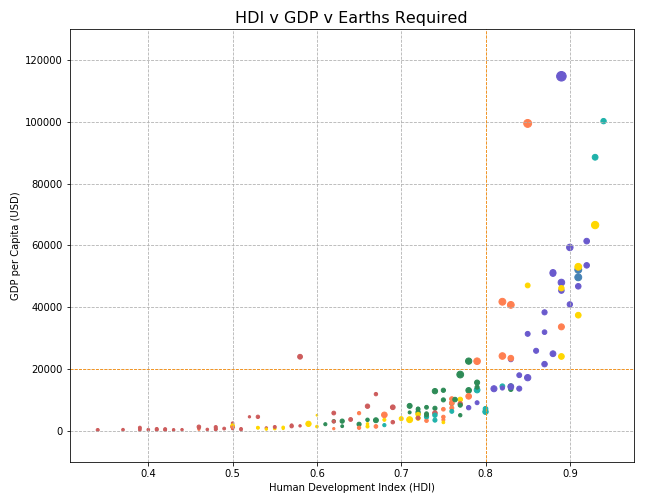 HDI v GDP v Earths Required
120000
100000
80000
60000
40000
20000
0
GDP per Capita (USD)
0.4 0.5 0.6 0.7 0.8 0.9
Human Development Index (HDI)